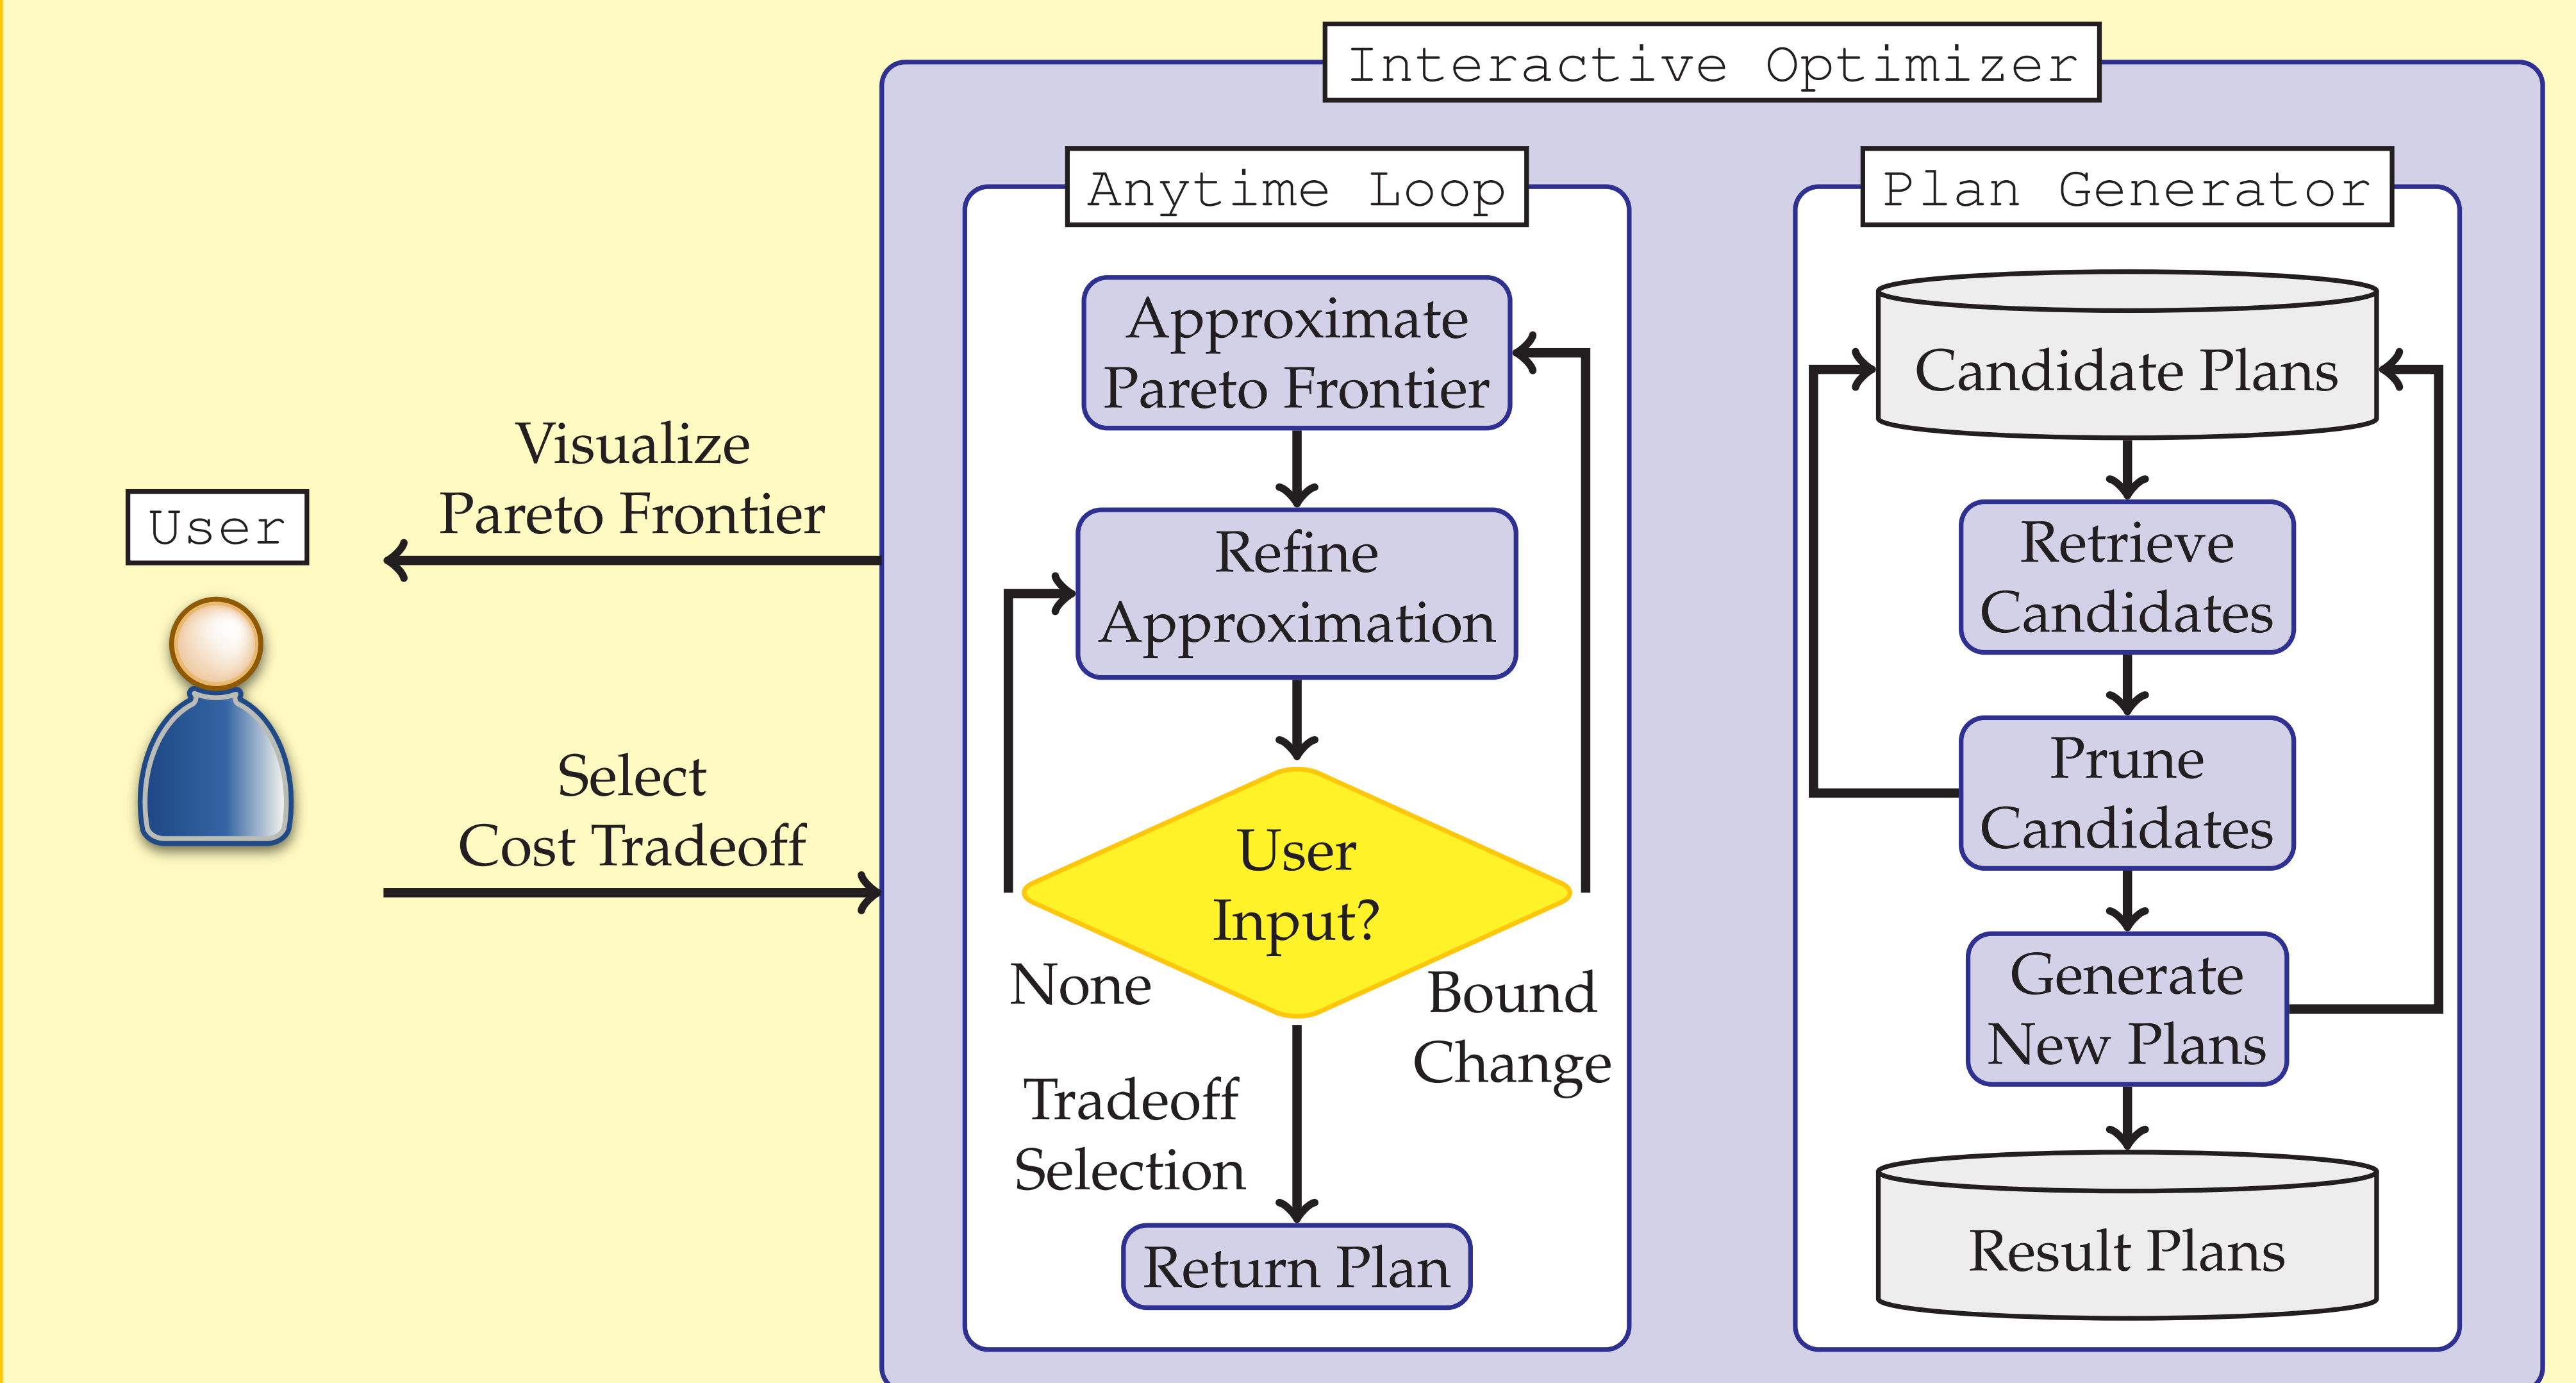 Interactive Optimizer
Anytime Loop
Plan Generator
User
Visualize
Pareto Frontier
Select
Cost Tradeoff
Approximate
Pareto Frontier
Refine
Approximation
User
Input?
None
Bound
Change
Tradeoff
Selection
Return Plan
Candidate Plans
Retrieve
Candidates
Prune
Candidates
Generate
New Plans
Result Plans